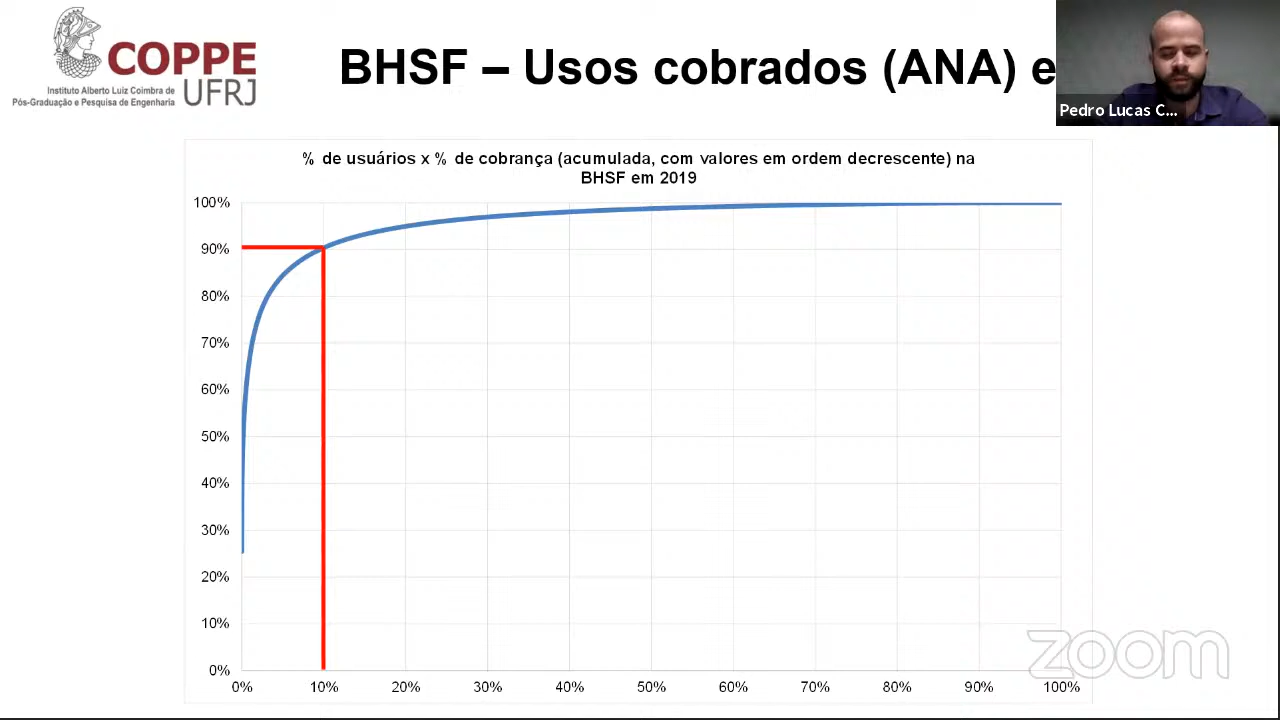 COPPE
UFRJ
Instituto Alberto Luiz Coimbra de
Pós-Graduação e Pesquisa de Engenharia
BHSF – Usos cobrados (ANA) e
Pedro Lucas C...
% de usuários x % de cobrança (acumulada, com valores em ordem decrescente) na
BHSF em 2019
100%
90%
80%
70%
60%
50%
40%
30%
20%
10%
0%
0% 10% 20% 30% 40% 50% 60% 70% 80% 90% 100%
zoom